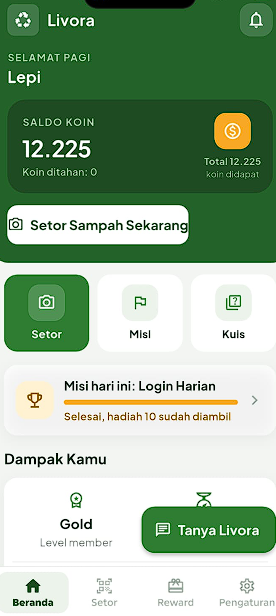 Livora
SELAMAT PAGI
Lepi
SALDO KOIN
12.225
Koin ditahan: 0
Total 12.225
koin didapat
Setor Sampah Sekarang
Setor
Misi
Kuis
Misi hari ini: Login Harian
Selesai, hadiah 10 sudah diambil
Dampak Kamu
Gold
Level member
Tanya Livora
Beranda
Setor
Reward
Pengaturan